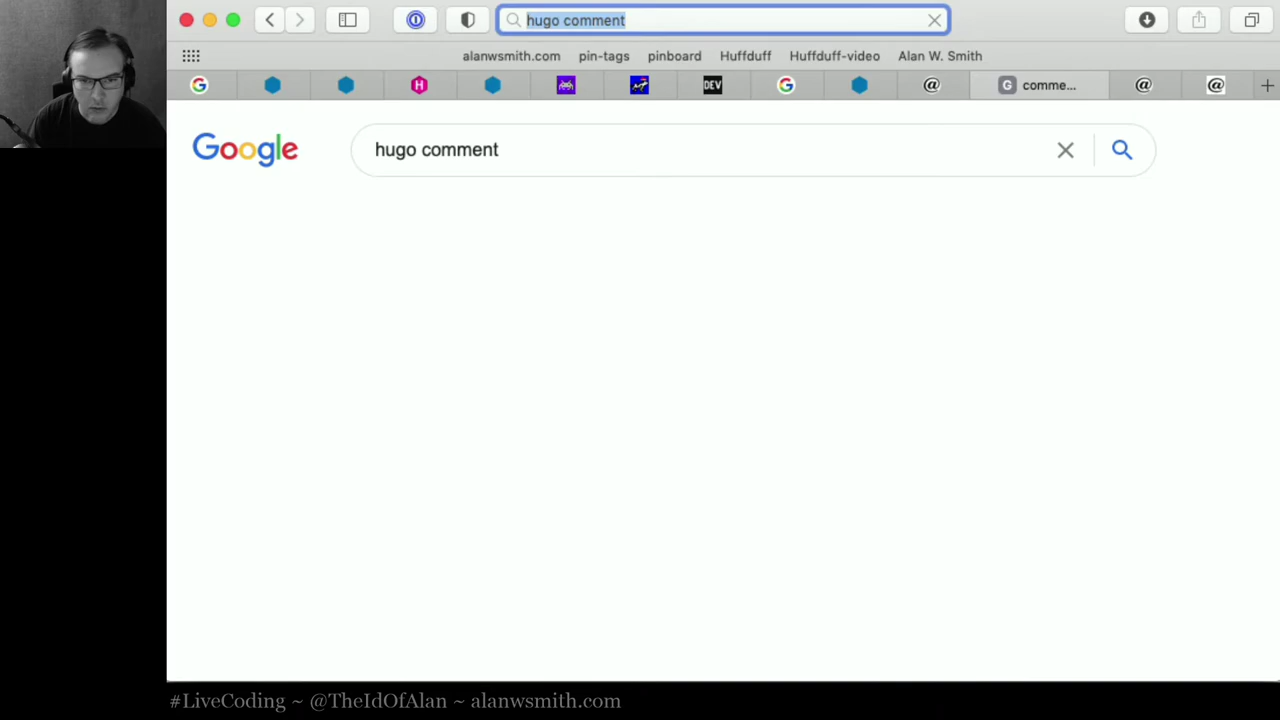 hugo comment
alanwsmith.com pin-tags pinboard Huffduff Huffduff-video Alan W. Smith
G H DEV G @ G comme... @ @
Google hugo comment
#LiveCoding ~ @TheIdOfAlan ~ alanwsmith.com